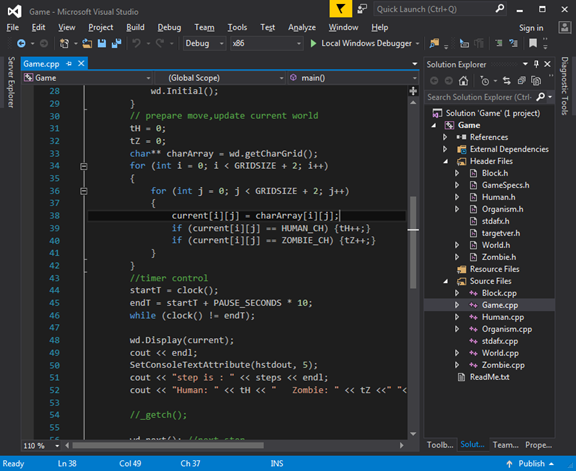 Game - Microsoft Visual Studio
Quick Launch (Ctrl+Q)
File Edit View Project Build Debug Team Tools Test Analyze Window Help Sign in
Debug x86 Local Windows Debugger
Server Explorer
Game.cpp
Game (Global Scope) main()
28 wd.Initial();
29 }
30 // prepare move,update current world
31 tH = 0;
32 tZ = 0;
33 char** charArray = wd.getCharGrid();
34 for (int i = 0; i < GRIDSIZE + 2; i++)
35 {
36 for (int j = 0; j < GRIDSIZE + 2; j++)
37 {
38 current[i][j] = charArray[i][j];
39 if (current[i][j] == HUMAN_CH) {tH++;}
40 if (current[i][j] == ZOMBIE_CH) {tZ++;}
41 }
42 }
43 //timer control
44 startT = clock();
45 endT = startT + PAUSE_SECONDS * 10;
46 while (clock() != endT);
47
48 wd.Display(current);
49 cout << endl;
50 SetConsoleTextAttribute(hstdout, 5);
51 cout << "step is : " << steps << endl;
52 cout << "Human: " << tH << " Zombie: " << tZ <<" "<
53
54 //_getch();
55
56 wd.next(); //next step
110 %
Solution Explorer
Search Solution Explorer (Ctrl+
Solution 'Game' (1 project)
Game
References
External Dependencies
Header Files
Block.h
GameSpecs.h
Human.h
Organism.h
stdafx.h
targetver.h
World.h
Zombie.h
Resource Files
Source Files
Block.cpp
Game.cpp
Human.cpp
Organism.cpp
stdafx.cpp
World.cpp
Zombie.cpp
ReadMe.txt
Toolb... Solut... Team... Prope...
Diagnostic Tools
Ready Ln 38 Col 49 Ch 37 INS Publish